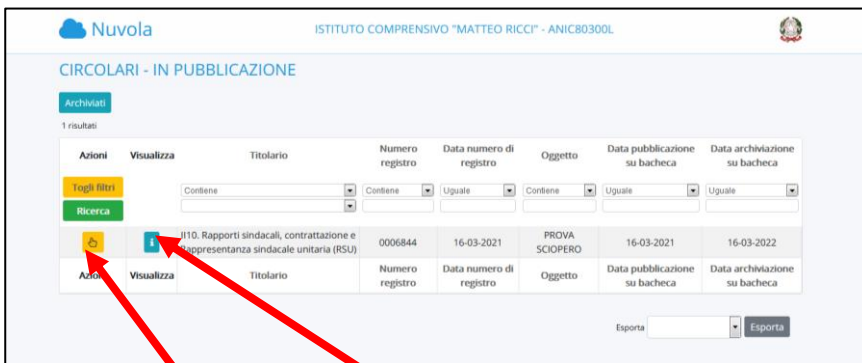 Nuvola
ISTITUTO COMPRENSIVO "MATTEO RICCI" - ANIC80300L
CIRCOLARI - IN PUBBLICAZIONE
Archiviati
1 risultati
Azioni Visualizza Titolario Numero registro Data numero di registro Oggetto Data pubblicazione su bacheca Data archiviazione su bacheca
Togli filtri
Contiene Contiene Uguale Contiene Uguale Uguale
Ricerca
II10. Rapporti sindacali, contrattazione e Rappresentanza sindacale unitaria (RSU) 0006844 16-03-2021 PROVA SCIOPERO 16-03-2021 16-03-2022
Visualizza Titolario Numero registro Data numero di registro Oggetto Data pubblicazione su bacheca Data archiviazione su bacheca
Esporta Esporta